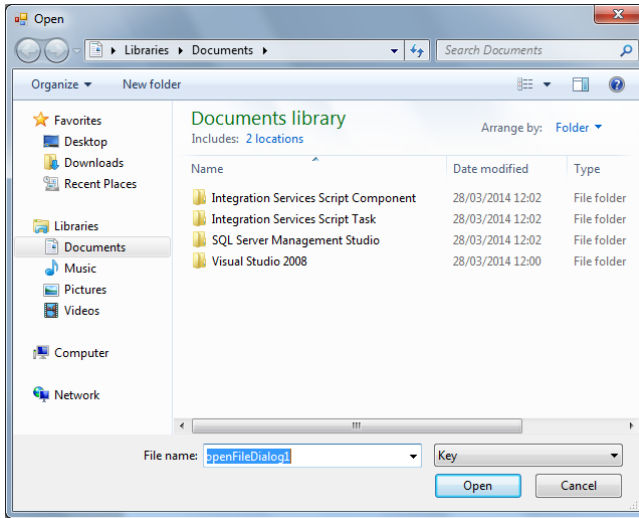 Open
Libraries Documents
Search Documents
Organize New folder
Favorites
Desktop
Downloads
Recent Places
Libraries
Documents
Music
Pictures
Videos
Computer
Network
Documents library
Includes: 2 locations
Arrange by: Folder
Name Date modified Type
Integration Services Script Component 28/03/2014 12:02 File folder
Integration Services Script Task 28/03/2014 12:02 File folder
SQL Server Management Studio 28/03/2014 12:02 File folder
Visual Studio 2008 28/03/2014 12:00 File folder
File name: openFileDialog1
Key
Open Cancel